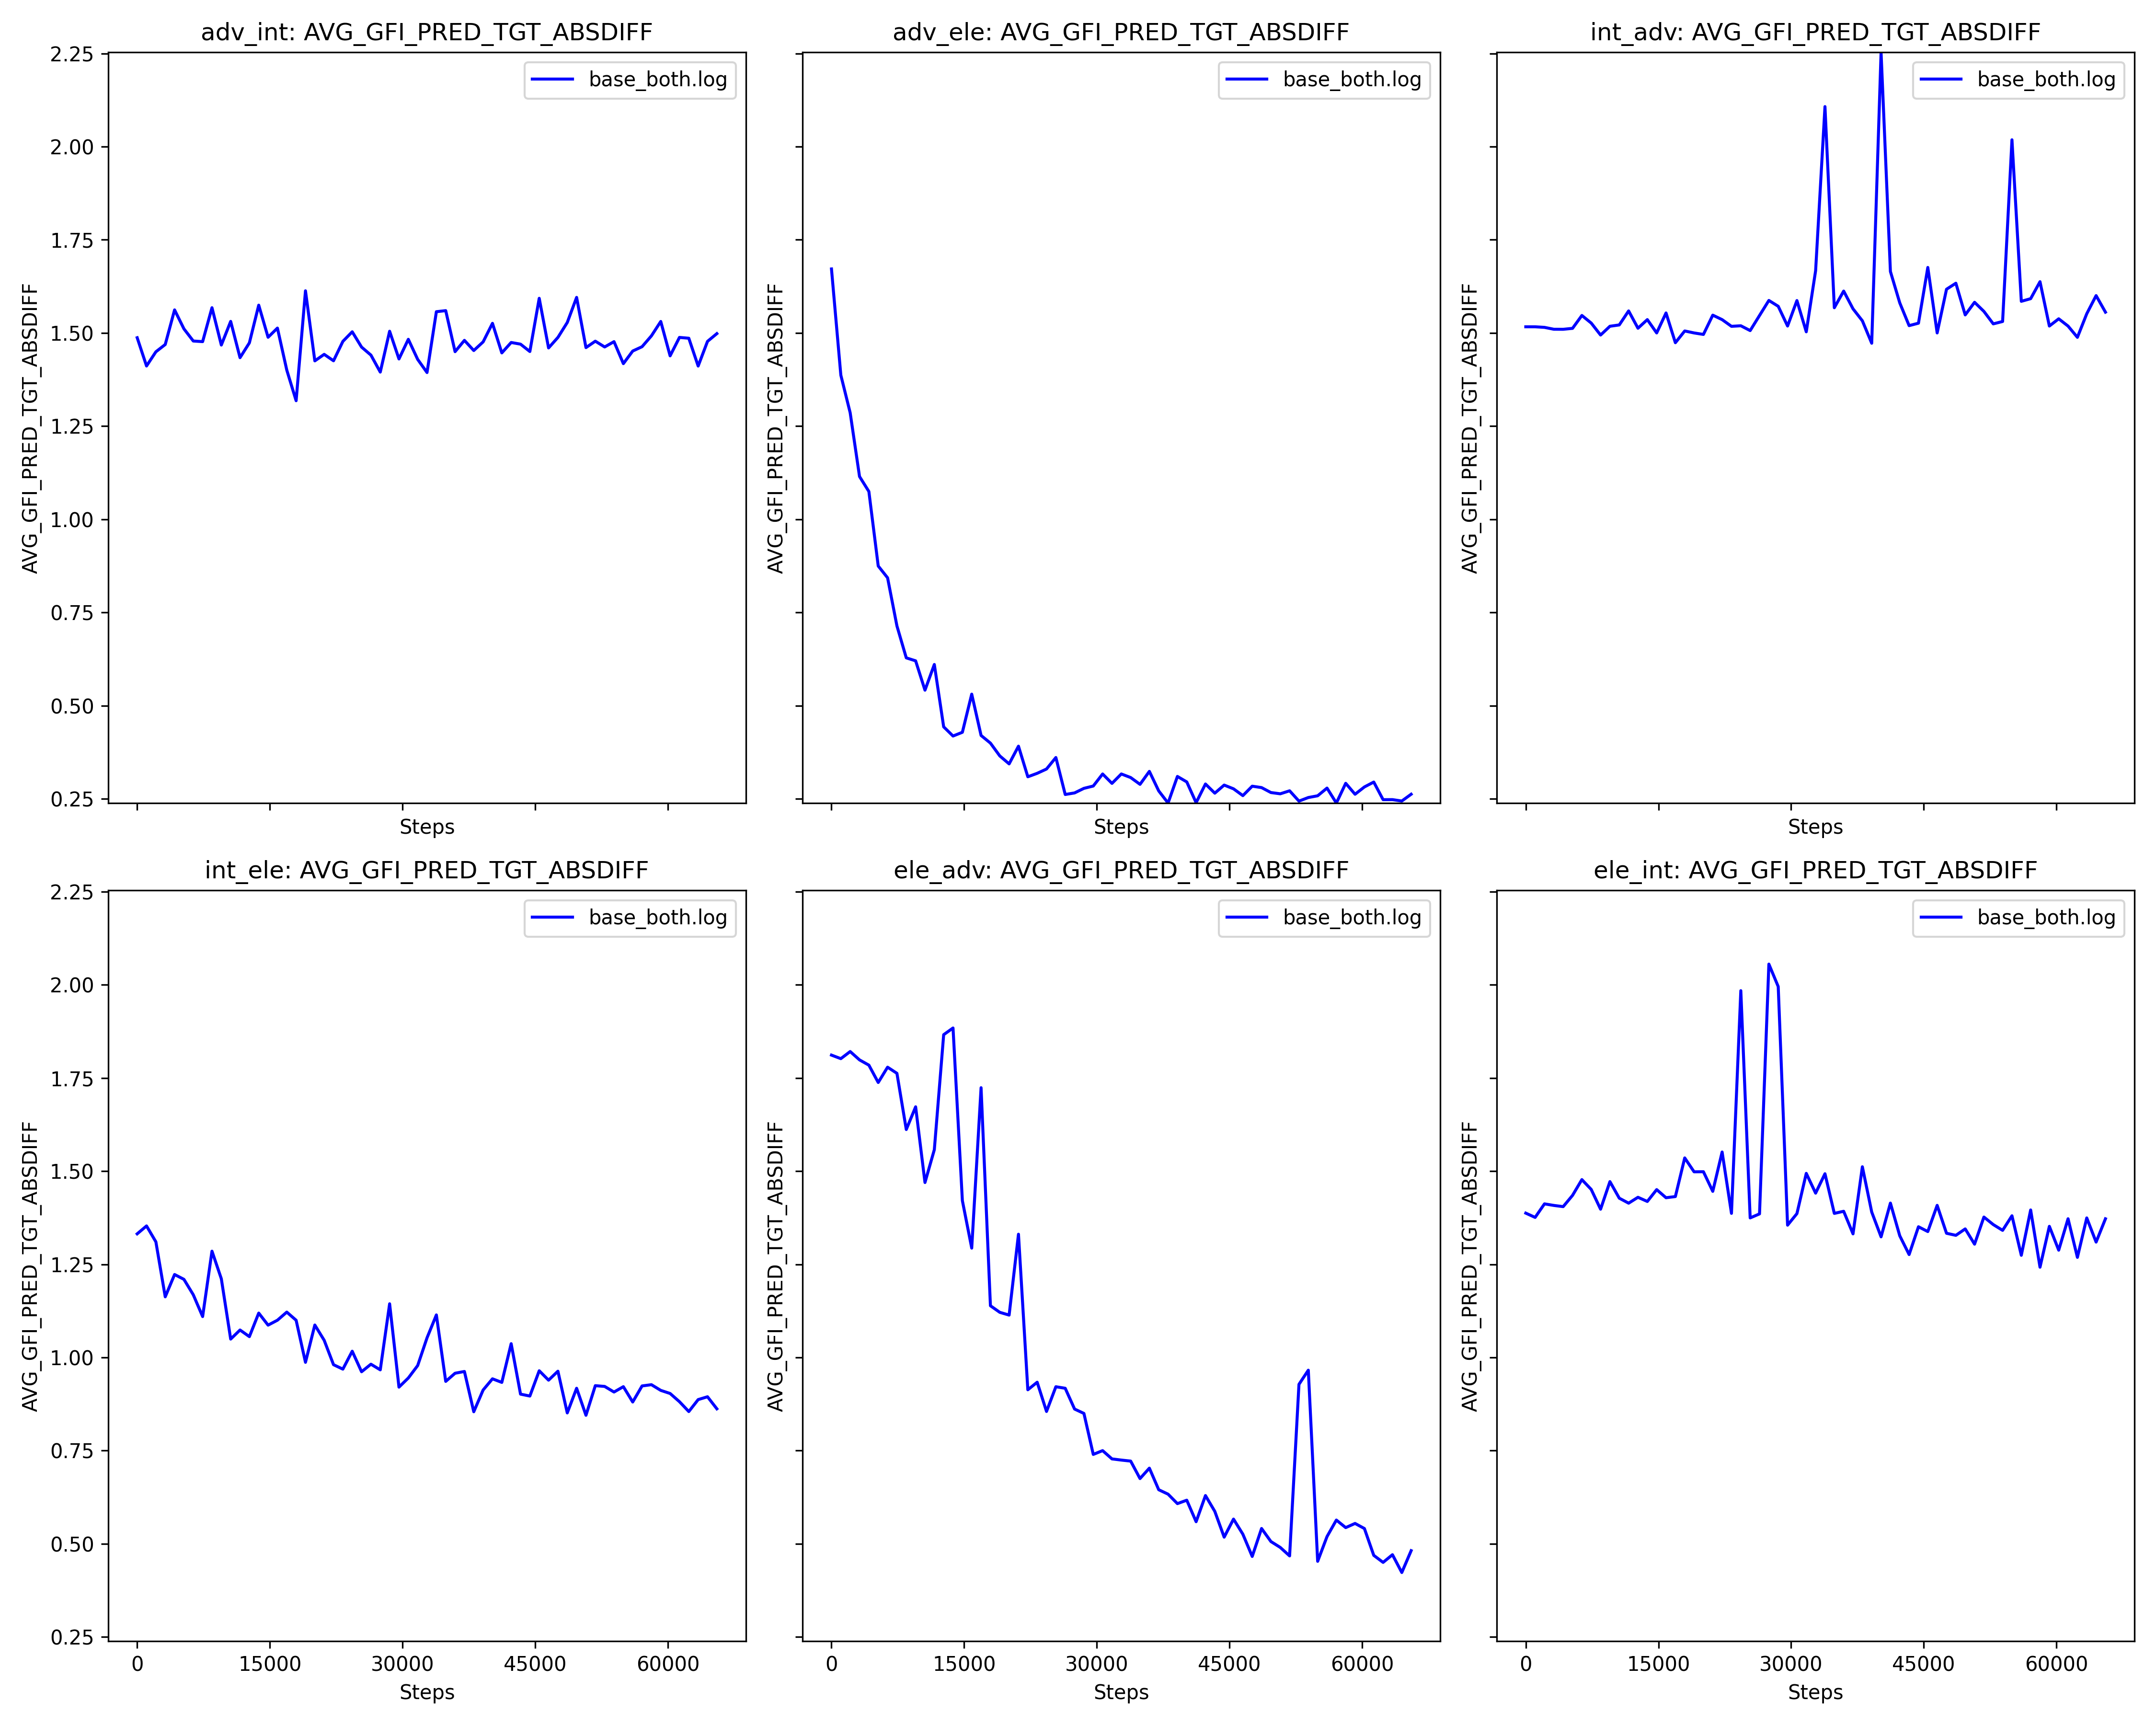 adv_int: AVG_GFI_PRED_TGT_ABSDIFF
adv_ele: AVG_GFI_PRED_TGT_ABSDIFF
int_adv: AVG_GFI_PRED_TGT_ABSDIFF
base_both.log
base_both.log
base_both.log
AVG_GFI_PRED_TGT_ABSDIFF
AVG_GFI_PRED_TGT_ABSDIFF
AVG_GFI_PRED_TGT_ABSDIFF
2.25
2.00
1.75
1.50
1.25
1.00
0.75
0.50
0.25
Steps
Steps
Steps
int_ele: AVG_GFI_PRED_TGT_ABSDIFF
ele_adv: AVG_GFI_PRED_TGT_ABSDIFF
ele_int: AVG_GFI_PRED_TGT_ABSDIFF
base_both.log
base_both.log
base_both.log
AVG_GFI_PRED_TGT_ABSDIFF
AVG_GFI_PRED_TGT_ABSDIFF
AVG_GFI_PRED_TGT_ABSDIFF
2.25
2.00
1.75
1.50
1.25
1.00
0.75
0.50
0.25
0 15000 30000 45000 60000
0 15000 30000 45000 60000
0 15000 30000 45000 60000
Steps
Steps
Steps